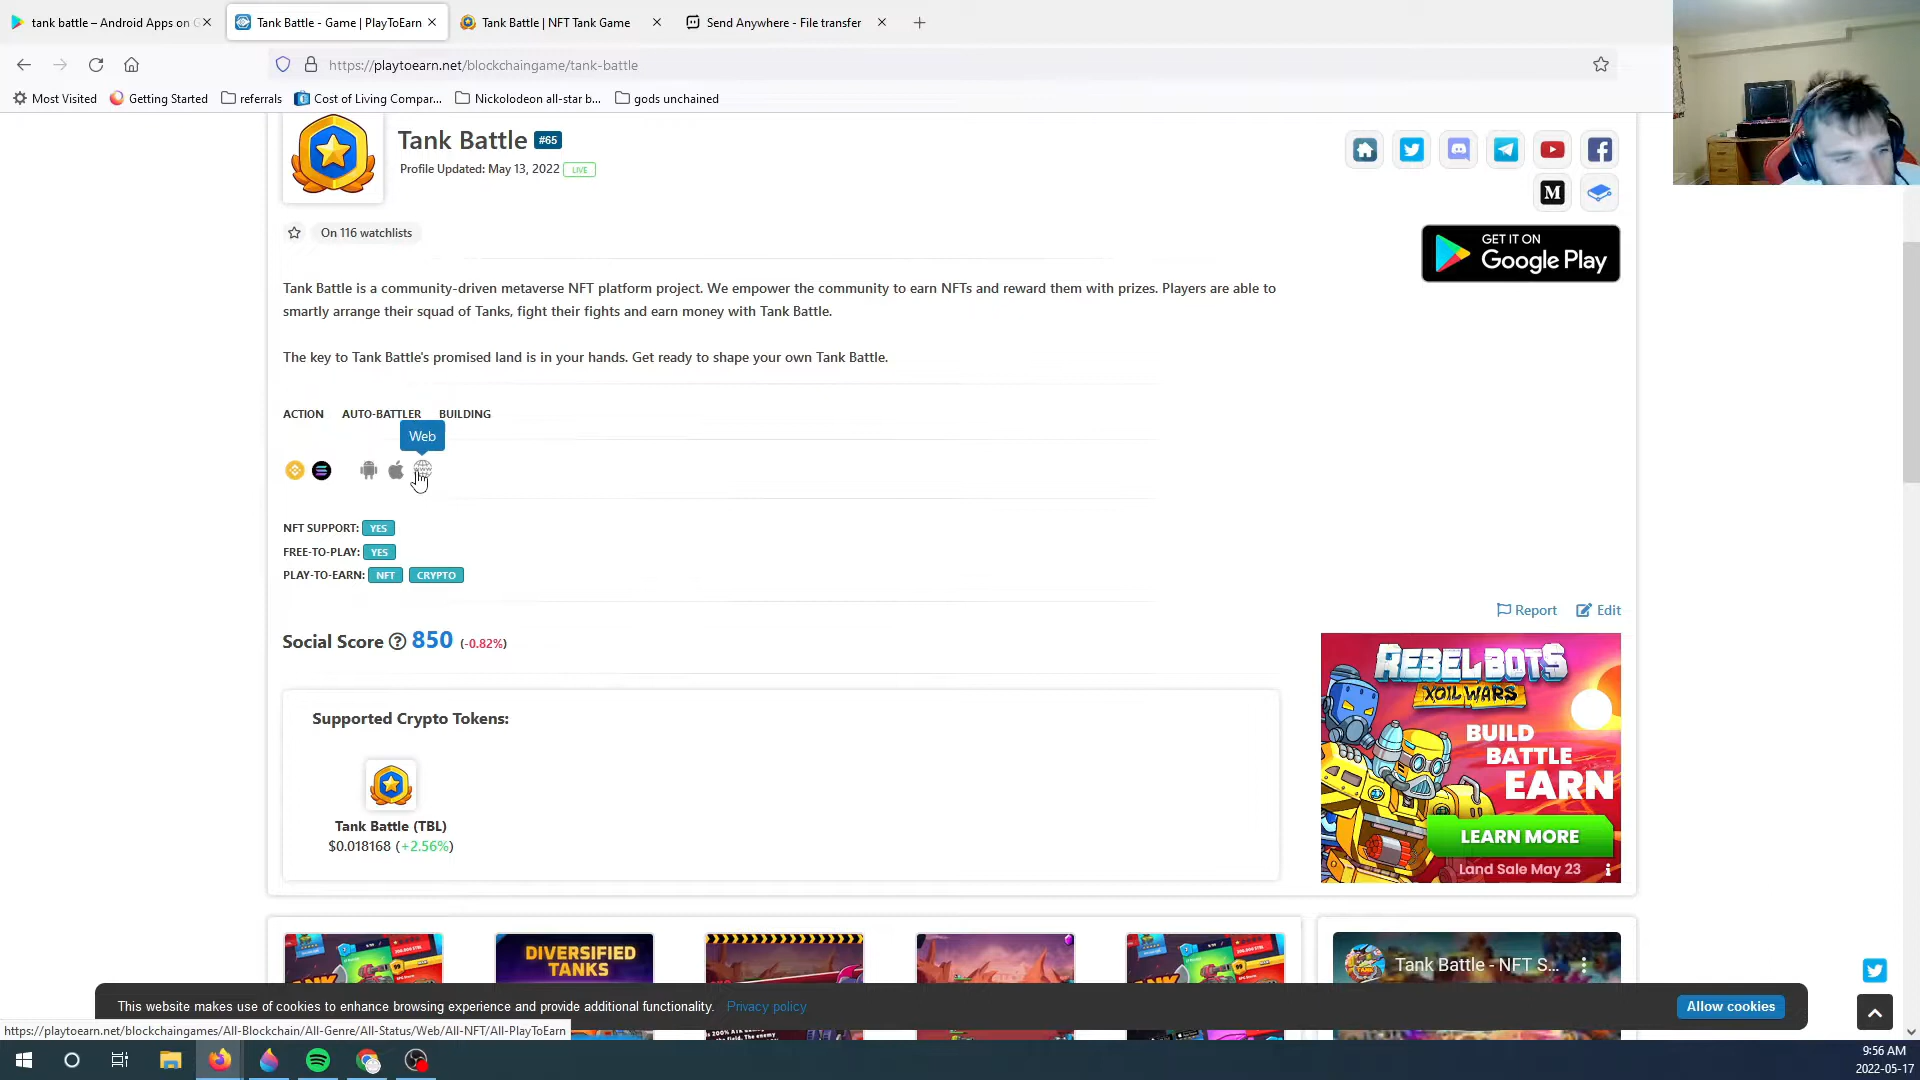 tank battle – Android Apps on G
Tank Battle - Game | PlayToEarn
Tank Battle | NFT Tank Game
Send Anywhere - File transfer
https://playtoearn.net/blockchaingame/tank-battle
Most Visited
Getting Started
referrals
Cost of Living Compar...
Nickolodeon all-star b...
gods unchained
Tank Battle #65
Profile Updated: May 13, 2022 LIVE
On 116 watchlists
GET IT ON
Google Play
Tank Battle is a community-driven metaverse NFT platform project. We empower the community to earn NFTs and reward them with prizes. Players are able to
smartly arrange their squad of Tanks, fight their fights and earn money with Tank Battle.
The key to Tank Battle's promised land is in your hands. Get ready to shape your own Tank Battle.
ACTION AUTO-BATTLER BUILDING
Web
NFT SUPPORT: YES
FREE-TO-PLAY: YES
PLAY-TO-EARN: NFT CRYPTO
Report Edit
Social Score ? 850 (-0.82%)
Supported Crypto Tokens:
Tank Battle (TBL)
$0.018168 (+2.56%)
REBEL BOTS
XOIL WARS
BUILD
BATTLE
EARN
LEARN MORE
Land Sale May 23
DIVERSIFIED
TANKS
Tank Battle - NFT S...
This website makes use of cookies to enhance browsing experience and provide additional functionality. Privacy policy
Allow cookies
https://playtoearn.net/blockchaingames/All-Blockchain/All-Genre/All-Status/Web/All-NFT/All-PlayToEarn
9:56 AM
2022-05-17